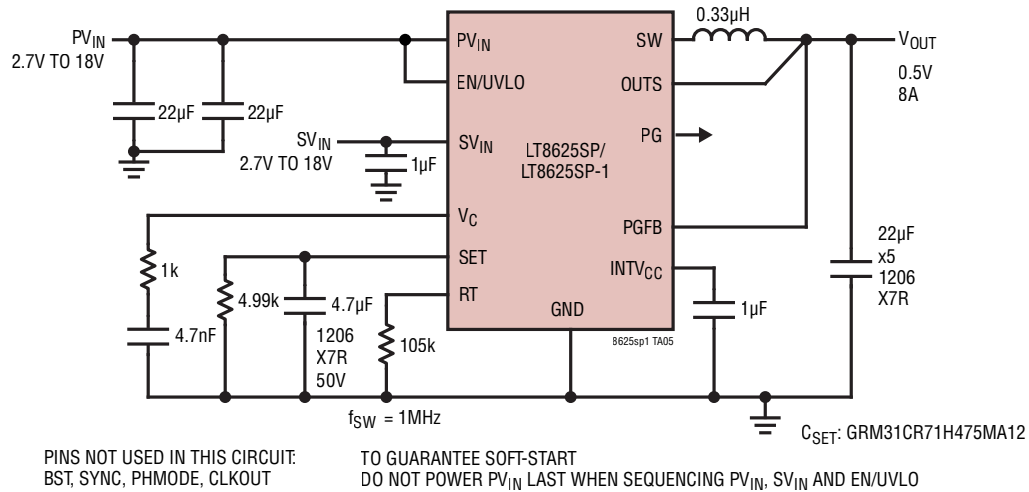 0.33µH
PVIN
2.7V TO 18V
PVIN
SW
VOUT
EN/UVLO
OUTS
0.5V
8A
22µF
22µF
SVIN
2.7V TO 18V
SVIN
PG
1µF
LT8625SP/
LT8625SP-1
VC
PGFB
22µF
x5
1206
X7R
1k
SET
INTVCC
4.99k
4.7µF
1206
X7R
50V
RT
GND
1µF
4.7nF
105k
8625sp1 TA05
fSW = 1MHz
CSET: GRM31CR71H475MA12
PINS NOT USED IN THIS CIRCUIT:
BST, SYNC, PHMODE, CLKOUT
TO GUARANTEE SOFT-START
DO NOT POWER PVIN LAST WHEN SEQUENCING PVIN, SVIN AND EN/UVLO